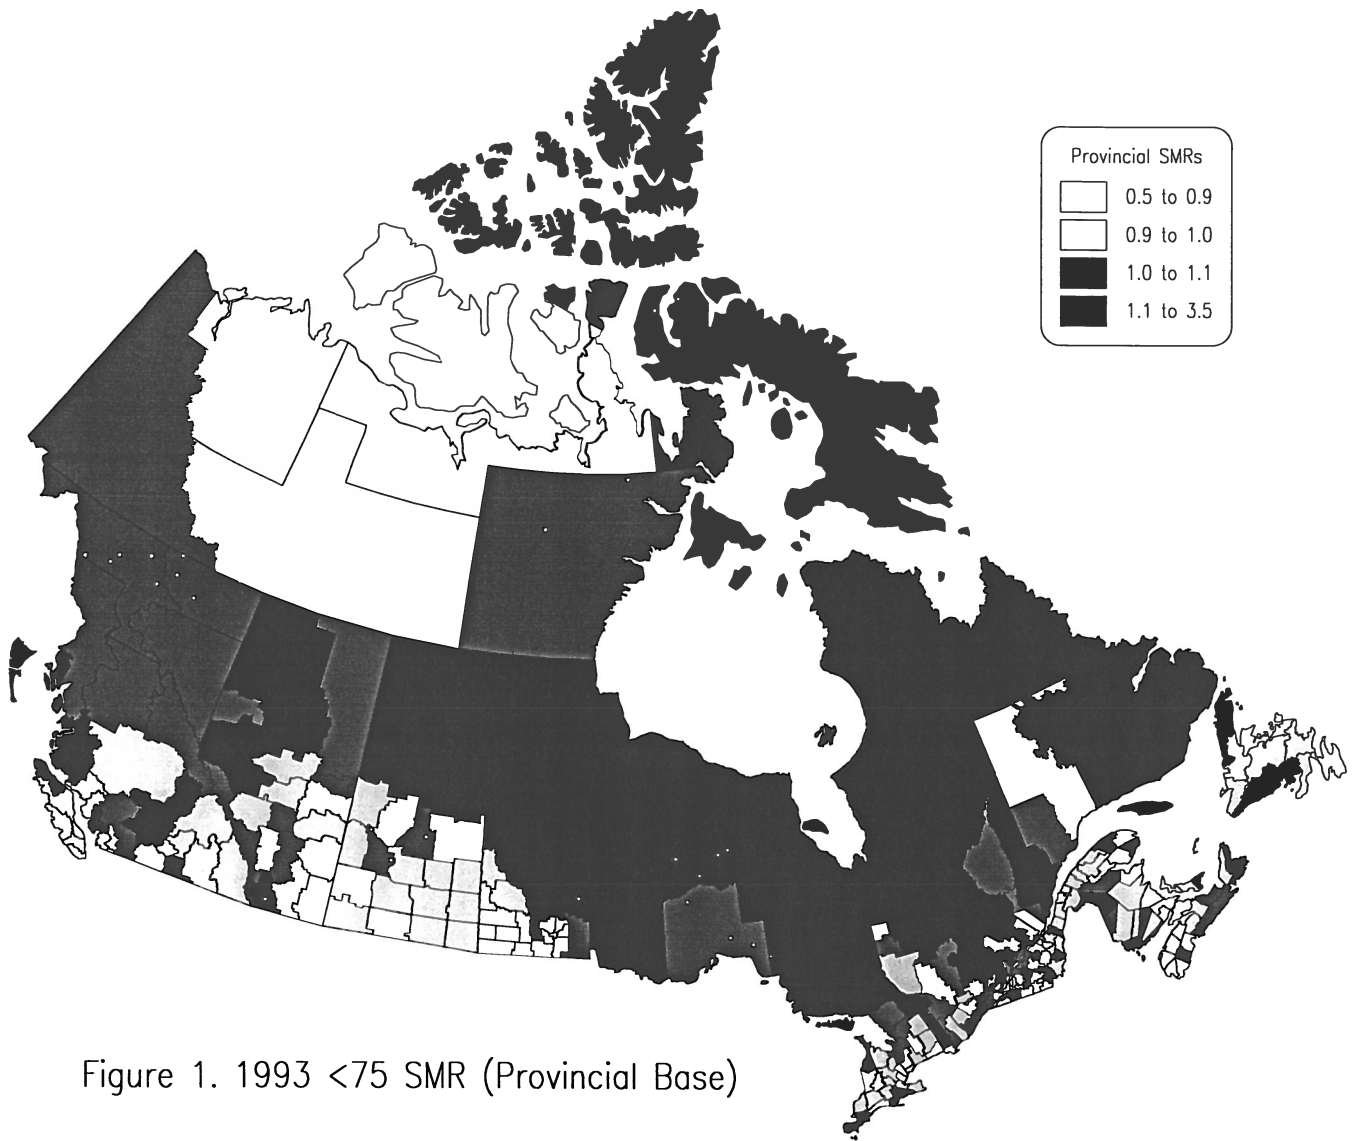 Provincial SMRs
0.5 to 0.9
0.9 to 1.0
1.0 to 1.1
1.1 to 3.5
Figure 1. 1993 <75 SMR (Provincial Base)